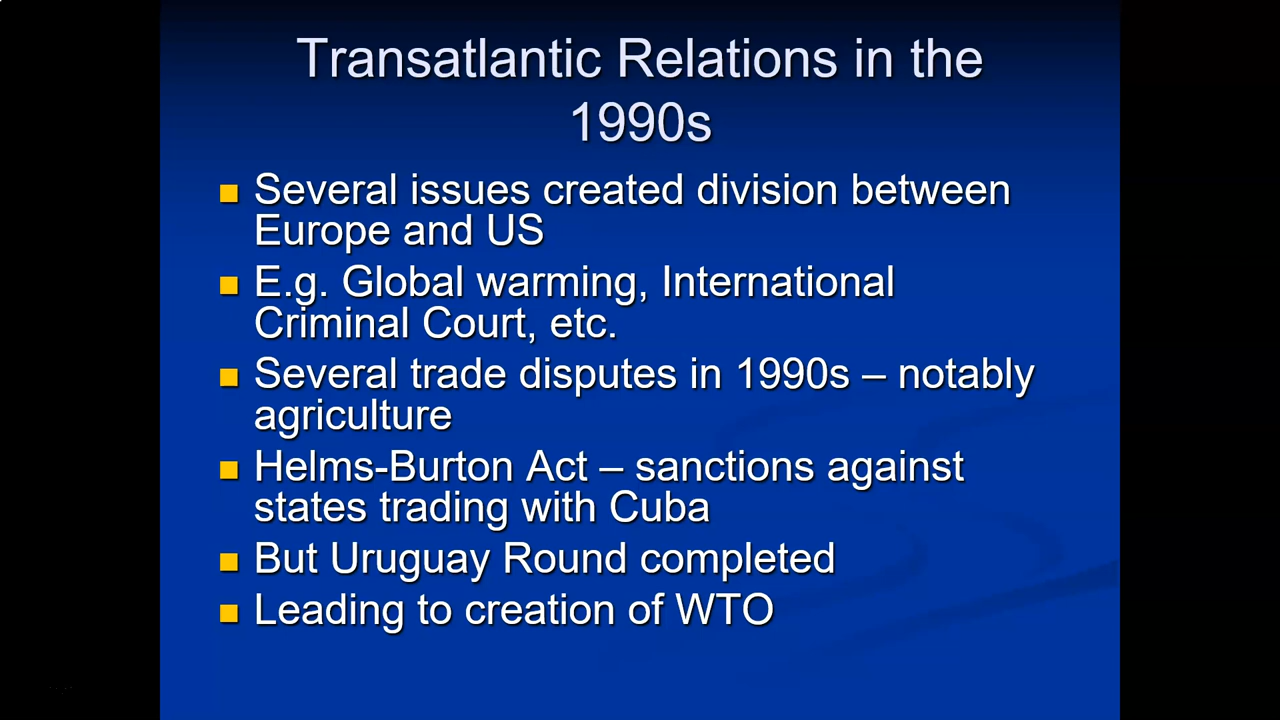 Transatlantic Relations in the
1990s
Several issues created division between
Europe and US
E.g. Global warming, International
Criminal Court, etc.
Several trade disputes in 1990s – notably
agriculture
Helms-Burton Act – sanctions against
states trading with Cuba
But Uruguay Round completed
Leading to creation of WTO